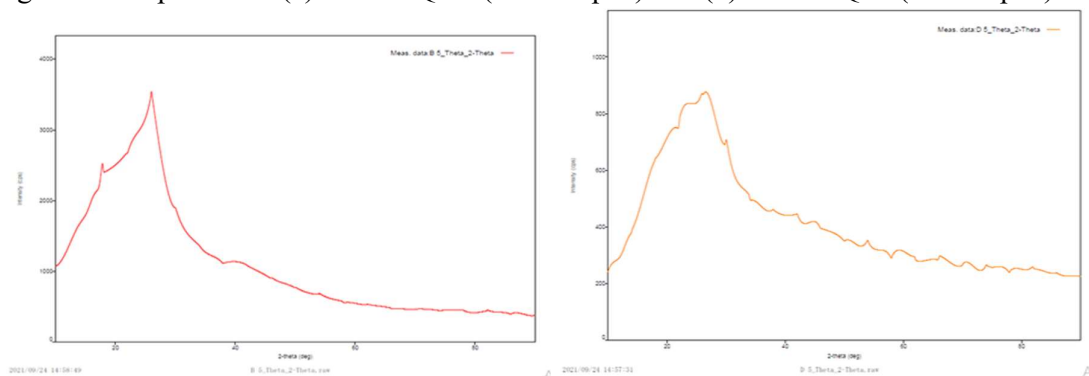 Meas. data:B 5_Theta_2-Theta
4000
3000
2000
1000
0
Intensity (cps)
20
40
60
80
2-theta (deg)
2021/09/24 14:50:49
B 5_Theta_2-Theta.raw
Meas. data:D 5_Theta_2-Theta
1000
800
600
400
200
0
Intensity (cps)
20
40
60
80
2-theta (deg)
2021/09/24 14:57:31
D 5_Theta_2-Theta.raw